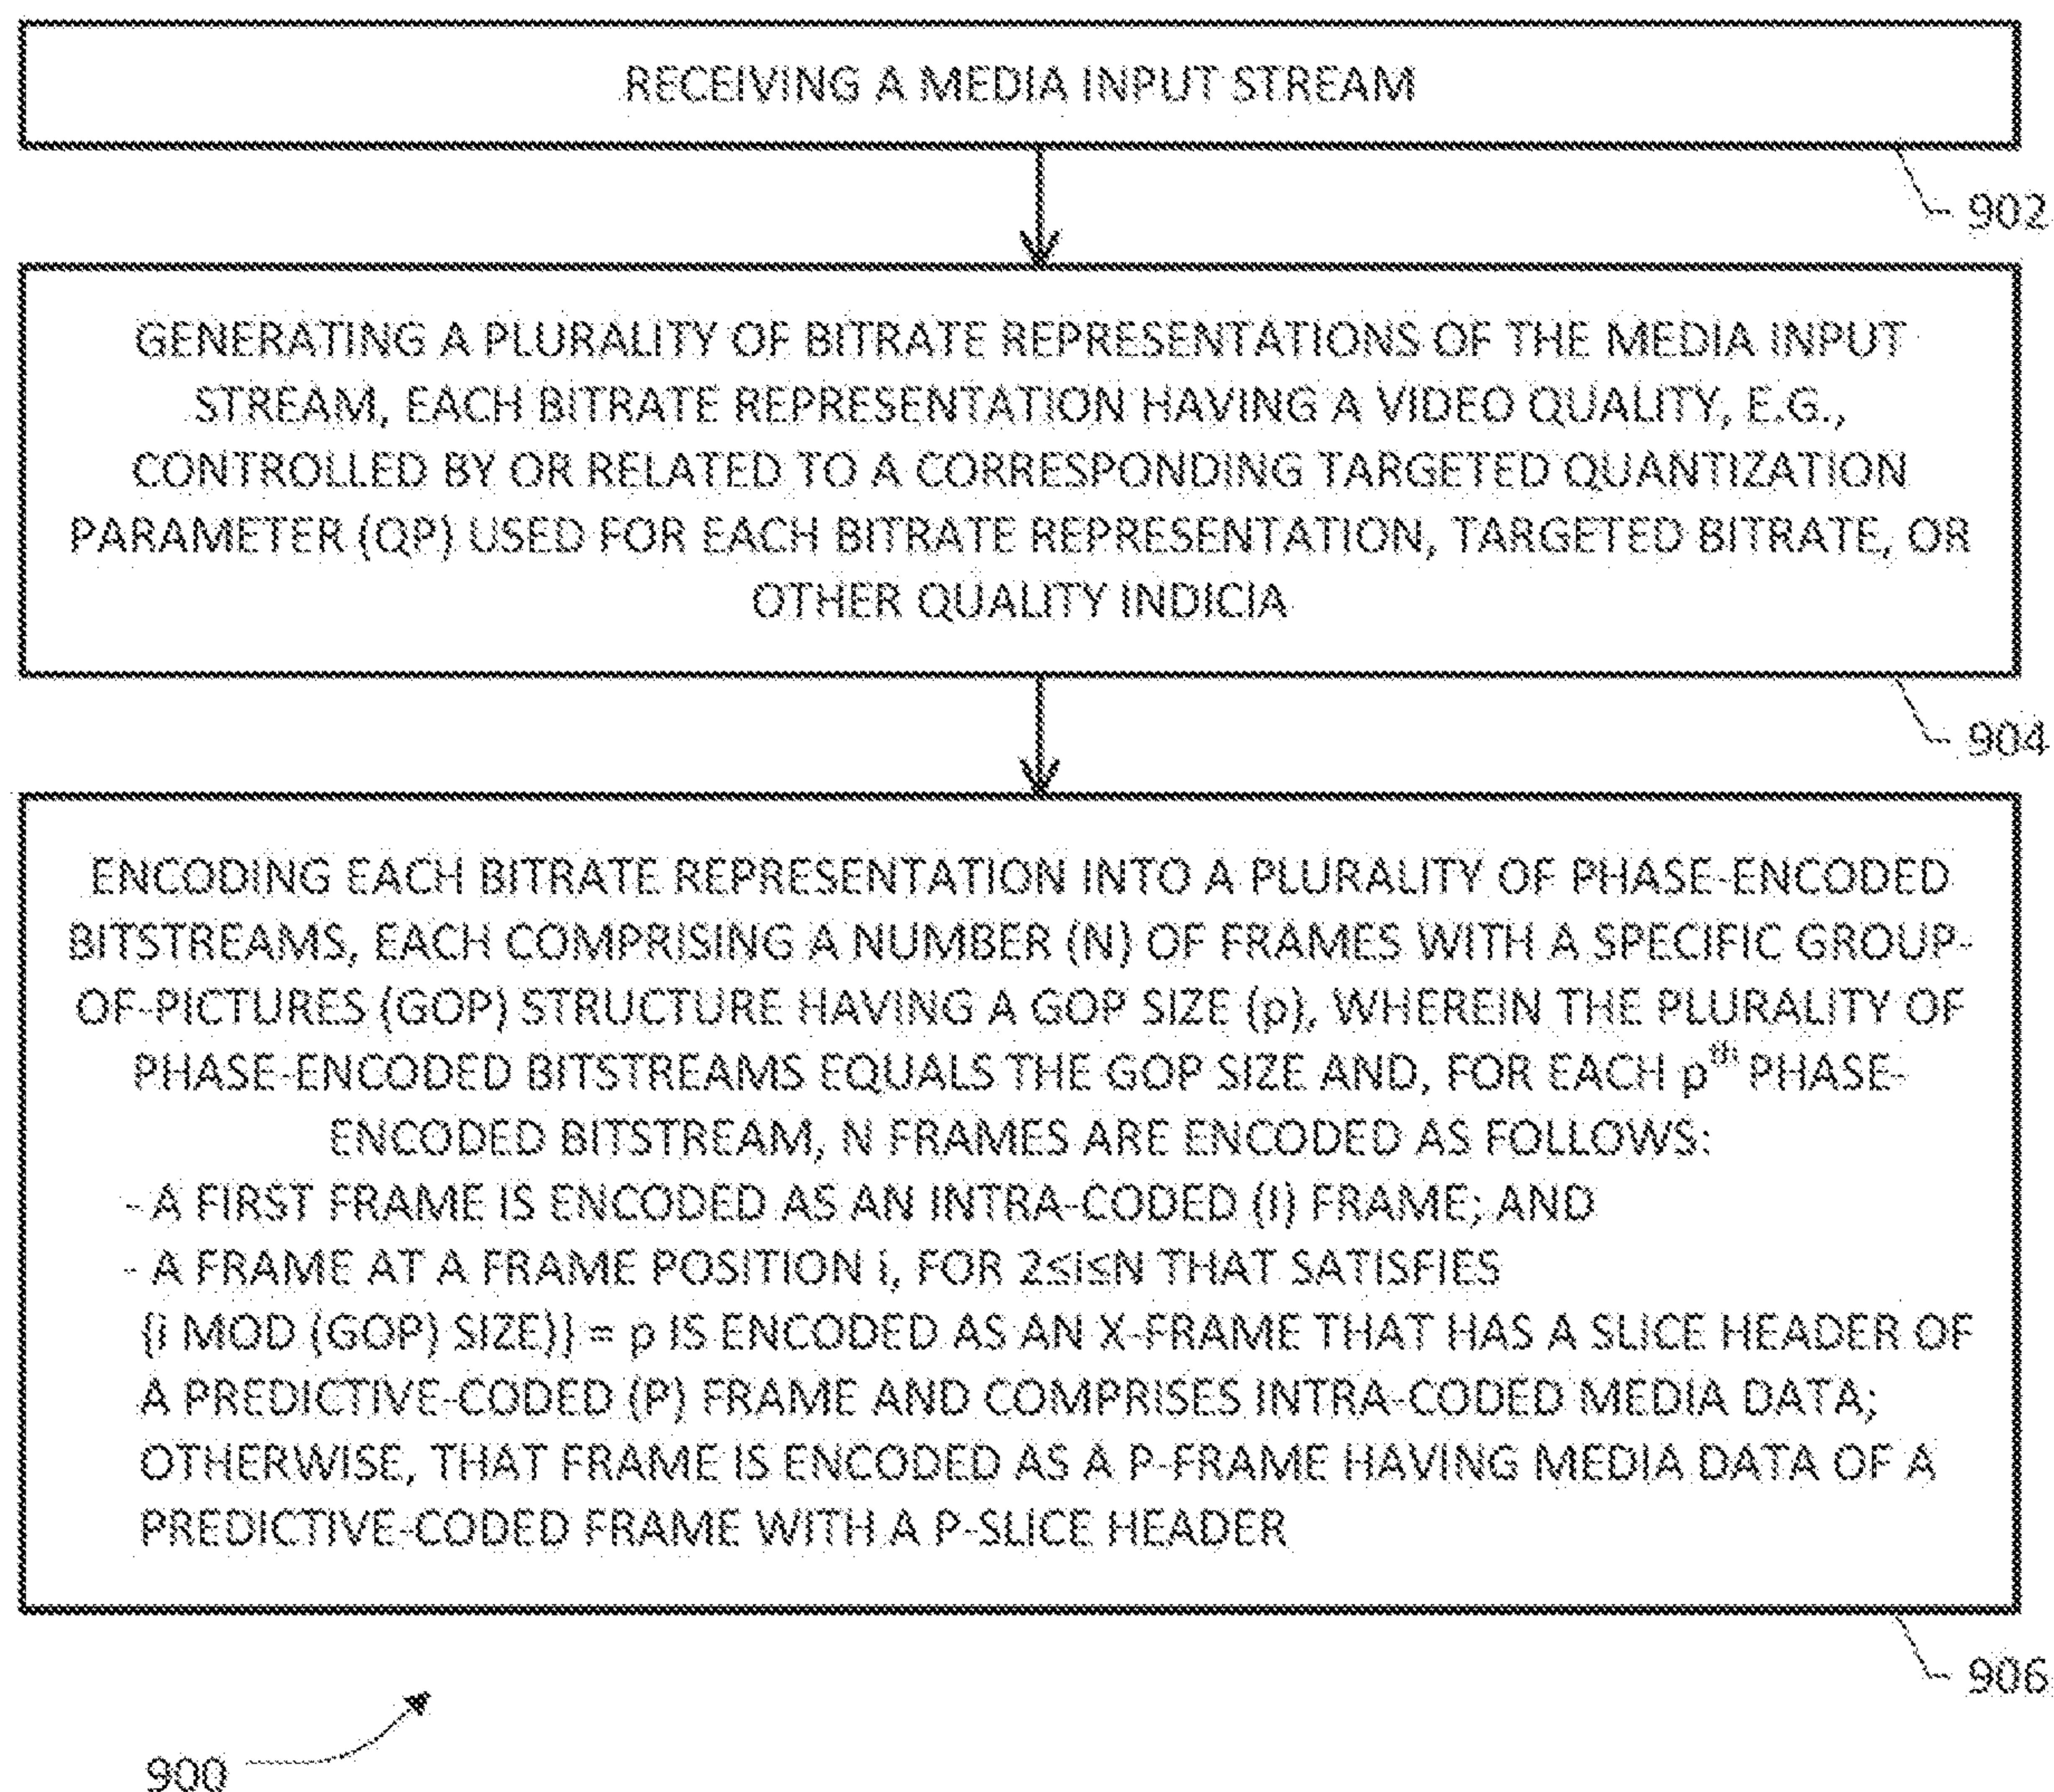 RECEIVING A MEDIA INPUT STREAM
902
GENERATING A PLURALITY OF BITRATE REPRESENTATIONS OF THE MEDIA INPUT
STREAM, EACH BITRATE REPRESENTATION HAVING A VIDEO QUALITY, E.G.,
CONTROLLED BY OR RELATED TO A CORRESPONDING TARGETED QUANTIZATION
PARAMETER (QP) USED FOR EACH BITRATE REPRESENTATION, TARGETED BITRATE, OR
OTHER QUALITY INDICIA
904
ENCODING EACH BITRATE REPRESENTATION INTO A PLURALITY OF PHASE-ENCODED
BITSTREAMS, EACH COMPRISING A NUMBER (N) OF FRAMES WITH A SPECIFIC GROUP-
OF-PICTURES (GOP) STRUCTURE HAVING A GOP SIZE (p), WHEREIN THE PLURALITY OF
PHASE-ENCODED BITSTREAMS EQUALS THE GOP SIZE AND, FOR EACH pth PHASE-
ENCODED BITSTREAM, N FRAMES ARE ENCODED AS FOLLOWS:
- A FIRST FRAME IS ENCODED AS AN INTRA-CODED (I) FRAME; AND
- A FRAME AT A FRAME POSITION i, FOR 2≤i≤N THAT SATISFIES
{i MOD (GOP) SIZE)} = p IS ENCODED AS AN X-FRAME THAT HAS A SLICE HEADER OF
A PREDICTIVE-CODED (P) FRAME AND COMPRISES INTRA-CODED MEDIA DATA;
OTHERWISE, THAT FRAME IS ENCODED AS A P-FRAME HAVING MEDIA DATA OF A
PREDICTIVE-CODED FRAME WITH A P-SLICE HEADER
906
900